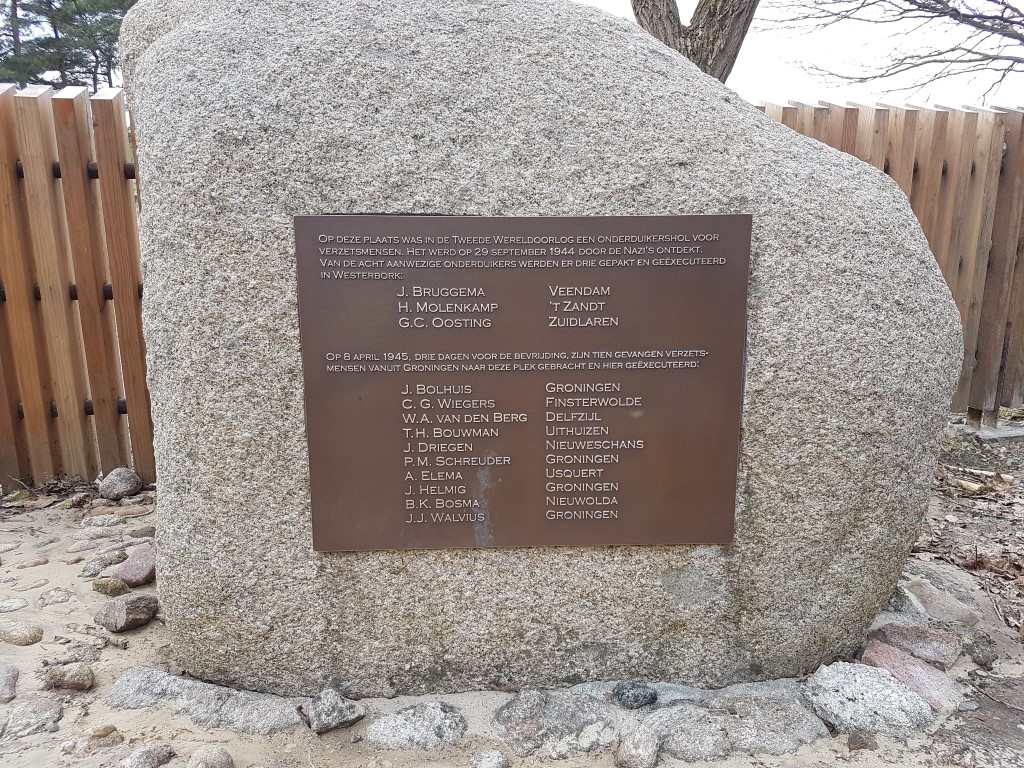 Op deze plaats was in de Tweede Wereldoorlog een onderduikershol voor
verzetsmensen. Het werd op 29 september 1944 door de Nazi's ontdekt.
Van de acht aanwezige onderduikers werden er drie gepakt en geëxecuteerd
in Westerbork:
J. Bruggema Veendam
H. Molenkamp 't Zandt
G.C. Oosting Zuidlaren
Op 8 april 1945, drie dagen voor de bevrijding, zijn tien gevangen verzets-
mensen vanuit Groningen naar deze plek gebracht en hier geëxecuteerd:
J. Bolhuis Groningen
C. G. Wiegers Finsterwolde
W.A. van den Berg Delfzijl
T.H. Bouwman Uithuizen
J. Driegen Nieuweschans
P.M. Schreuder Groningen
A. Elema Usquert
J. Helmig Groningen
B.K. Bosma Nieuwolda
J.J. Walvius Groningen